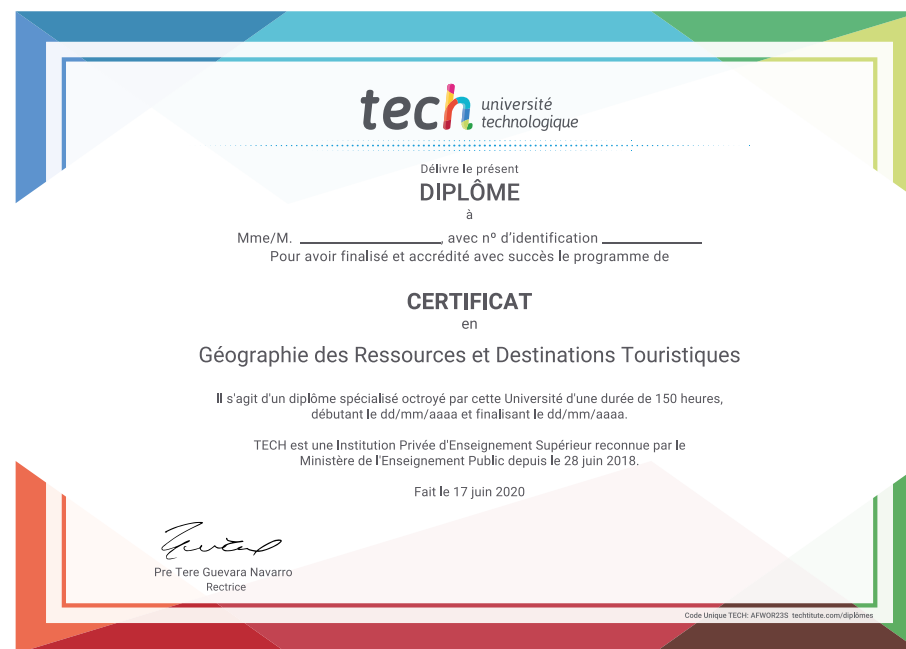 tech université
technologique
Délivre le présent
DIPLÔME
à
Mme/M. ____________________, avec nº d'identification ______________
Pour avoir finalisé et accrédité avec succès le programme de
CERTIFICAT
en
Géographie des Ressources et Destinations Touristiques
Il s'agit d'un diplôme spécialisé octroyé par cette Université d'une durée de 150 heures,
débutant le dd/mm/aaaa et finalisant le dd/mm/aaaa.
TECH est une Institution Privée d'Enseignement Supérieur reconnue par le
Ministère de l'Enseignement Public depuis le 28 juin 2018.
Fait le 17 juin 2020
Pre Tere Guevara Navarro
Rectrice
Code Unique TECH: AFWOR23S techtitute.com/diplômes